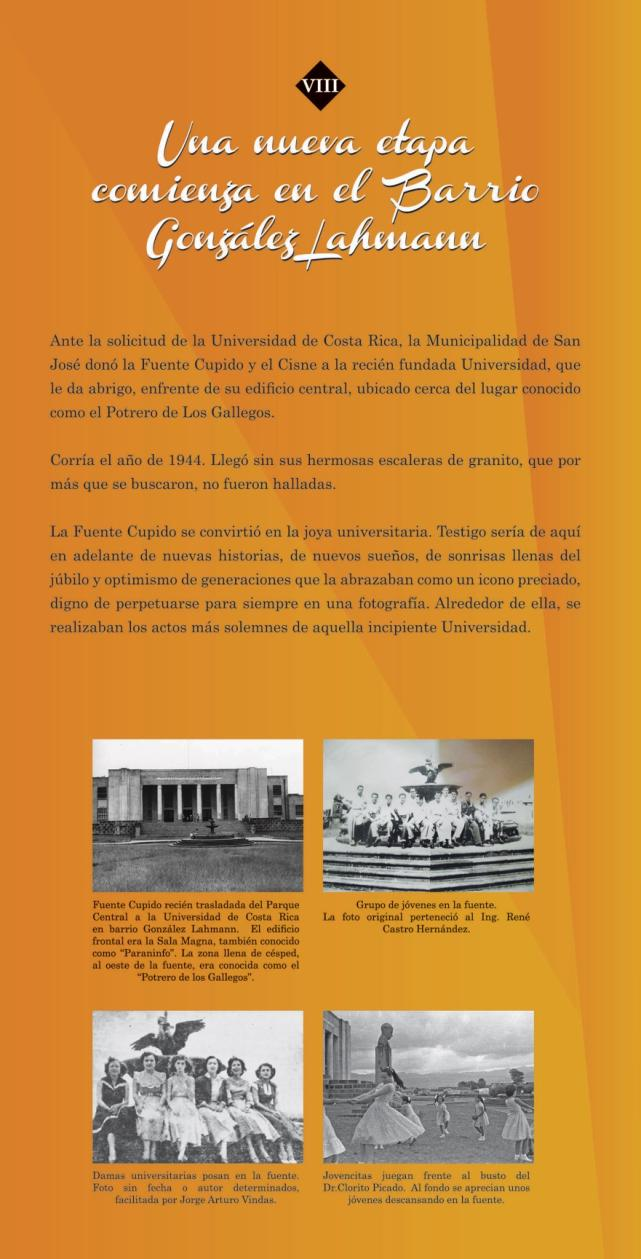 VIII
Una nueva etapa
comienza en el Barrio
González Lahmann
Ante la solicitud de la Universidad de Costa Rica, la Municipalidad de San
José donó la Fuente Cupido y el Cisne a la recién fundada Universidad, que
le da abrigo, enfrente de su edificio central, ubicado cerca del lugar conocido
como el Potrero de Los Gallegos.
Corría el año de 1944. Llegó sin sus hermosas escaleras de granito, que por
más que se buscaron, no fueron halladas.
La Fuente Cupido se convirtió en la joya universitaria. Testigo sería de aquí
en adelante de nuevas historias, de nuevos sueños, de sonrisas llenas del
júbilo y optimismo de generaciones que la abrazaban como un icono preciado,
digno de perpetuarse para siempre en una fotografía. Alrededor de ella, se
realizaban los actos más solemnes de aquella incipiente Universidad.
Fuente Cupido recién trasladada del Parque
Central a la Universidad de Costa Rica
en barrio González Lahmann. El edificio
frontal era la Sala Magna, también conocido
como “Paraninfo”. La zona llena de césped,
al oeste de la fuente, era conocida como el
“Potrero de los Gallegos”.
Grupo de jóvenes en la fuente.
La foto original perteneció al Ing. René
Castro Hernández.
Damas universitarias posan en la fuente.
Foto sin fecha o autor determinados,
facilitada por Jorge Arturo Vindas.
Jovencitas juegan frente al busto del
Dr.Clorito Picado. Al fondo se aprecian unos
jóvenes descansando en la fuente.